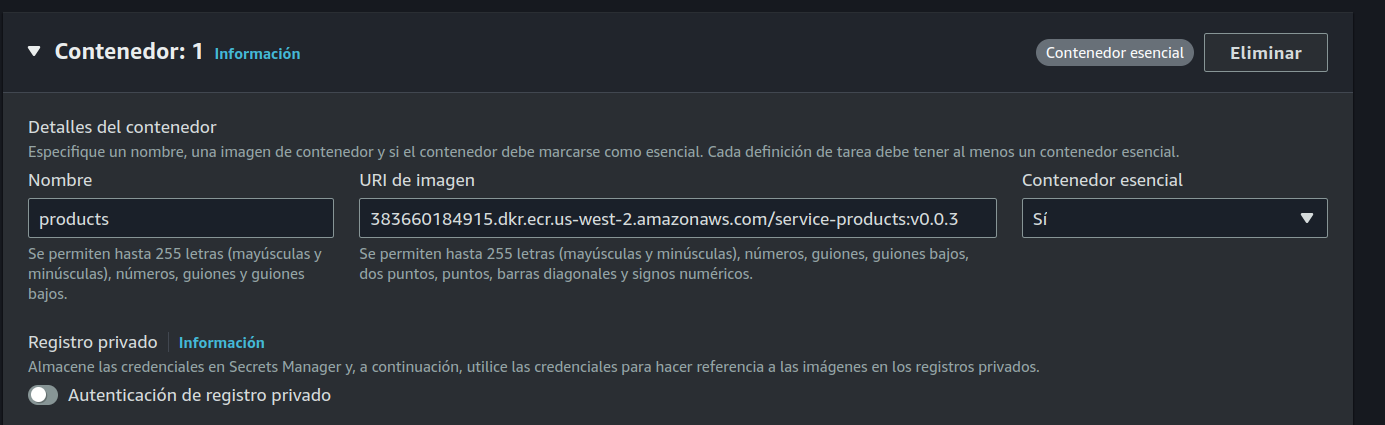 Contenedor: 1 Información
Contenedor esencial
Eliminar
Detalles del contenedor
Especifique un nombre, una imagen de contenedor y si el contenedor debe marcarse como esencial. Cada definición de tarea debe tener al menos un contenedor esencial.
Nombre
products
Se permiten hasta 255 letras (mayúsculas y
minúsculas), números, guiones y guiones
bajos.
URI de imagen
383660184915.dkr.ecr.us-west-2.amazonaws.com/service-products:v0.0.3
Se permiten hasta 255 letras (mayúsculas y minúsculas), números, guiones, guiones bajos,
dos puntos, puntos, barras diagonales y signos numéricos.
Contenedor esencial
Sí
Registro privado Información
Almacene las credenciales en Secrets Manager y, a continuación, utilice las credenciales para hacer referencia a las imágenes en los registros privados.
Autenticación de registro privado